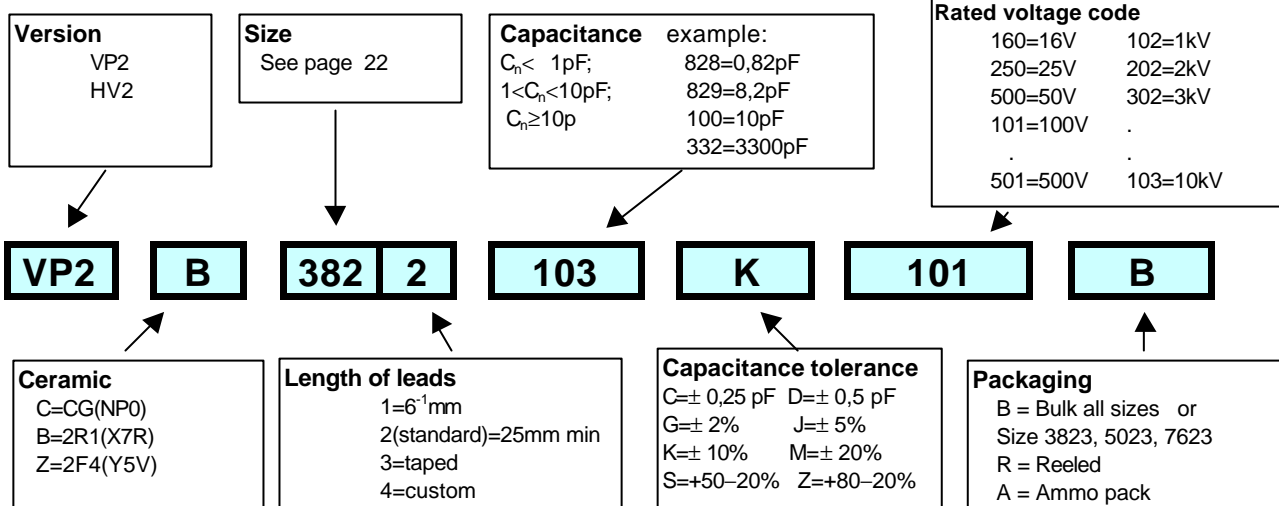 Version
VP2
HV2
Size
See page 22
Capacitance example:
Cn< 1pF; 828=0,82pF
1<Cn<10pF; 829=8,2pF
Cn≥10p 100=10pF
332=3300pF
Rated voltage code
160=16V 102=1kV
250=25V 202=2kV
500=50V 302=3kV
101=100V .
. .
501=500V 103=10kV
VP2 B 382 2 103 K 101 B
Ceramic
C=CG(NP0)
B=2R1(X7R)
Z=2F4(Y5V)
Length of leads
1=6⁻¹mm
2(standard)=25mm min
3=taped
4=custom
Capacitance tolerance
C=± 0,25 pF D=± 0,5 pF
G=± 2% J=± 5%
K=± 10% M=± 20%
S=+50–20% Z=+80–20%
Packaging
B = Bulk all sizes or
Size 3823, 5023, 7623
R = Reeled
A = Ammo pack